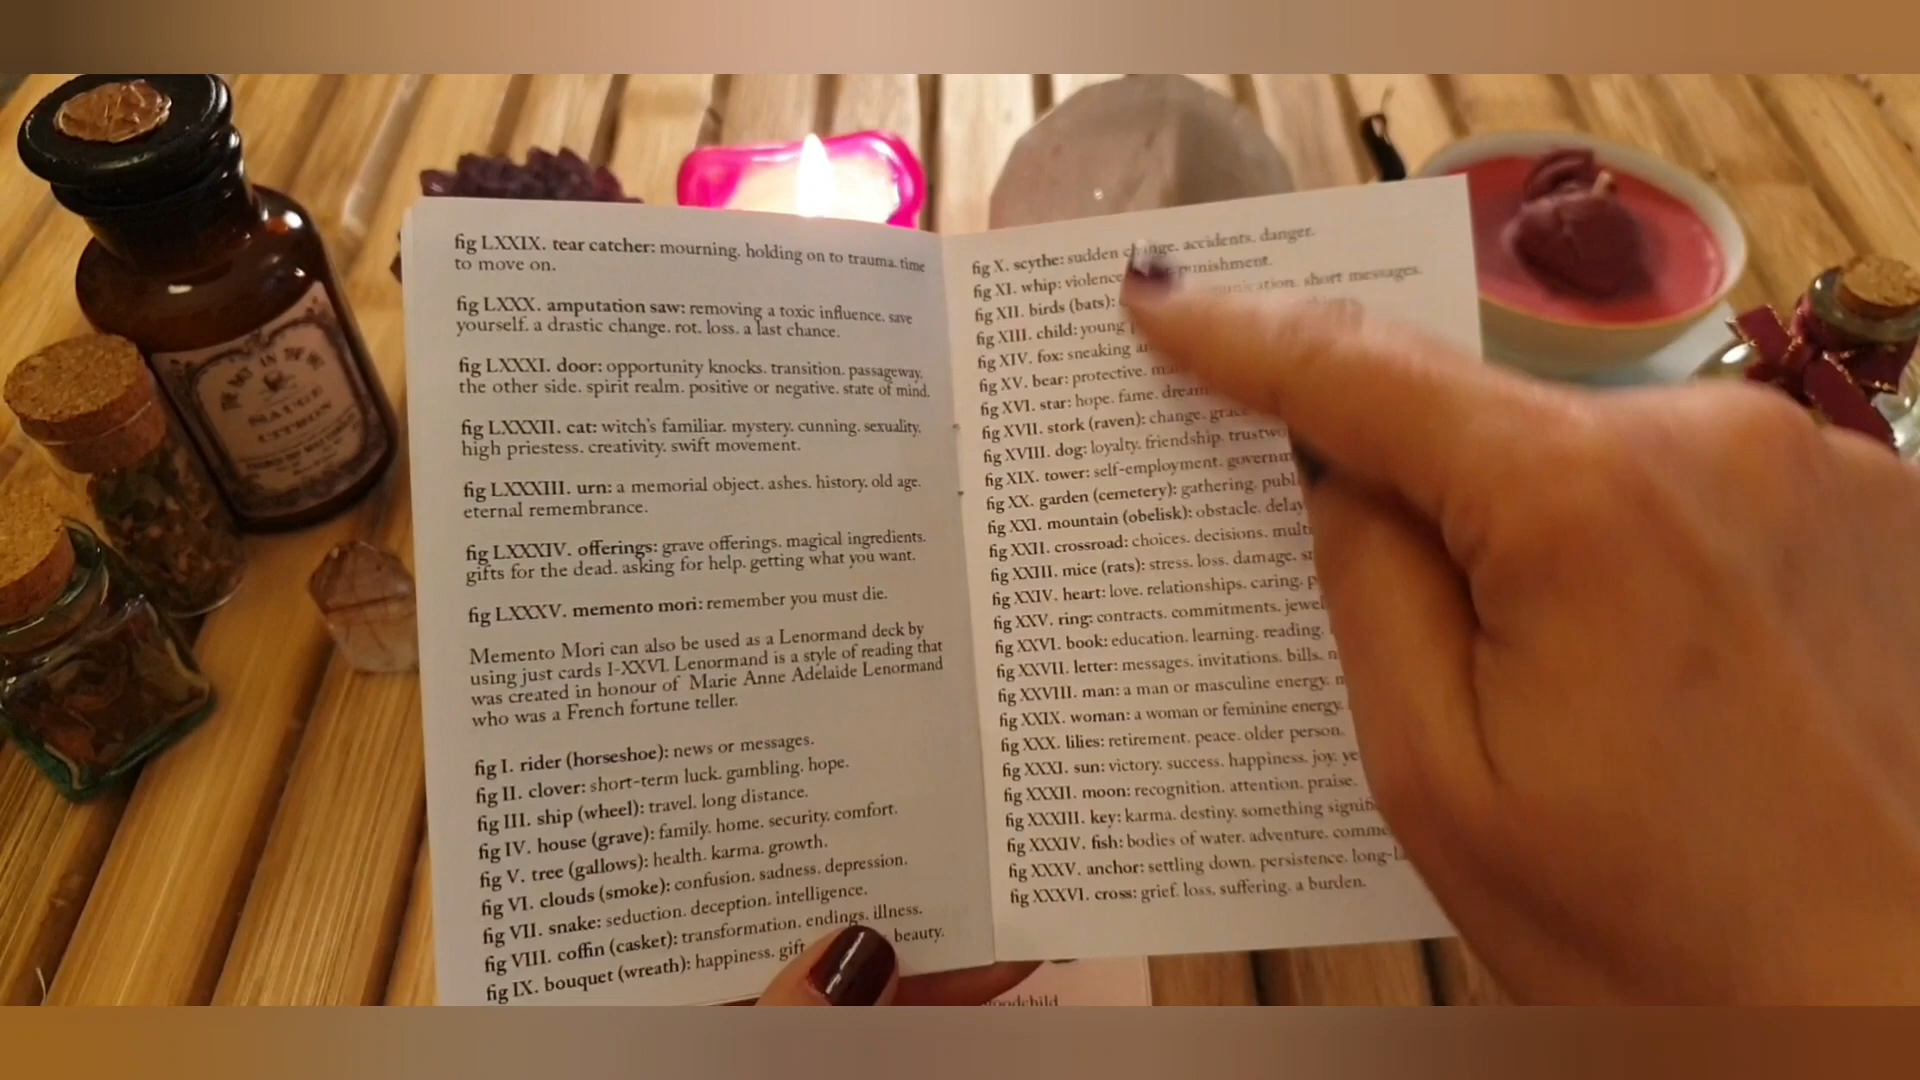 fig LXXIX. tear catcher: mourning. holding on to trauma. time
to move on.
fig LXXX. amputation saw: removing a toxic influence. save
yourself. a drastic change. rot. loss. a last chance.
fig LXXXI. door: opportunity knocks. transition. passageway.
the other side. spirit realm. positive or negative. state of mind.
fig LXXXII. cat: witch's familiar. mystery. cunning. sexuality.
high priestess. creativity. swift movement.
fig LXXXIII. urn: a memorial object. ashes. history. old age.
eternal remembrance.
fig LXXXIV. offerings: grave offerings. magical ingredients.
gifts for the dead. asking for help. getting what you want.
fig LXXXV. memento mori: remember you must die.
Memento Mori can also be used as a Lenormand deck by
using just cards I-XXVI. Lenormand is a style of reading that
was created in honour of Marie Anne Adelaide Lenormand
who was a French fortune teller.
fig I. rider (horseshoe): news or messages.
fig II. clover: short-term luck. gambling. hope.
fig III. ship (wheel): travel. long distance.
fig IV. house (grave): family. home. security. comfort.
fig V. tree (gallows): health. karma. growth.
fig VI. clouds (smoke): confusion. sadness. depression.
fig VII. snake: seduction. deception. intelligence.
fig VIII. coffin (casket): transformation. endings. illness.
fig IX. bouquet (wreath): happiness. gift beauty.
fig X. scythe: sudden change. accidents. danger.
fig XI. whip: violence punishment.
fig XII. birds (bats): short messages.
fig XIII. child: young
fig XIV. fox: sneaking
fig XV. bear: protective.
fig XVI. star: hope. fame.
fig XVII. stork (raven): change.
fig XVIII. dog: loyalty. friendship.
fig XIX. tower: self-employment.
fig XX. garden (cemetery): gathering.
fig XXI. mountain (obelisk): obstacle.
fig XXII. crossroad: choices. decisions.
fig XXIII. mice (rats): stress. loss. damage.
fig XXIV. heart: love. relationships. caring.
fig XXV. ring: contracts. commitments.
fig XXVI. book: education. learning. reading.
fig XXVII. letter: messages. invitations. bills.
fig XXVIII. man: a man or masculine energy.
fig XXIX. woman: a woman or feminine energy.
fig XXX. lilies: retirement. peace. older person.
fig XXXI. sun: victory. success. happiness. joy.
fig XXXII. moon: recognition. attention. praise.
fig XXXIII. key: karma. destiny. something
fig XXXIV. fish: bodies of water. adventure.
fig XXXV. anchor: settling down. persistence.
fig XXXVI. cross: grief. loss. suffering. a burden.